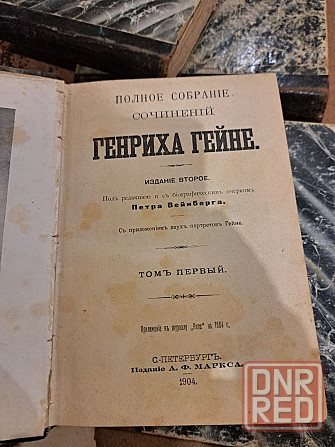 ПОЛНОЕ СОБРАНІЕ
СОЧИНЕНІЙ
ГЕНРИХА ГЕЙНЕ.
ИЗДАНІЕ ВТОРОЕ.
Подъ редакціею и съ біографическимъ очеркомъ
Петра Вейнберга.
Съ приложеніемъ двухъ портретовъ Гейне.
ТОМЪ ПЕРВЫЙ.
Приложеніе къ журналу „Нива“ на 1904 г.
С.-ПЕТЕРБУРГЪ.
Изданіе А. Ф. МАРКСА.
1904.
DNR
RED